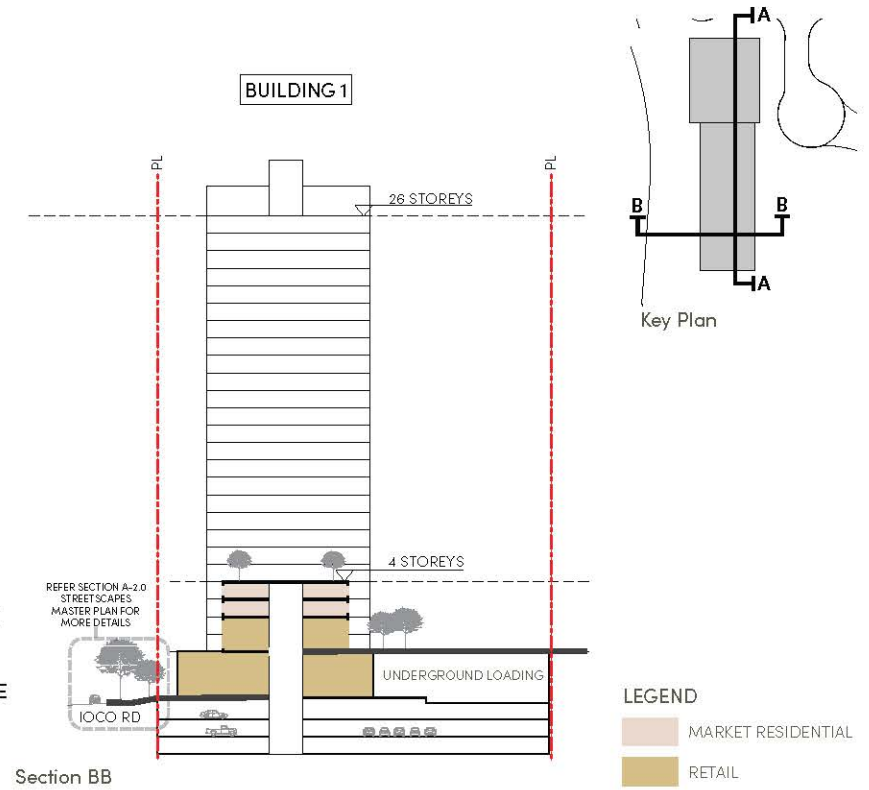 A
BUILDING 1
PL
PL
26 STOREYS
B
B
A
Key Plan
4 STOREYS
REFER SECTION A-2.0
STREETSCAPES
MASTER PLAN FOR
MORE DETAILS
UNDERGROUND LOADING
E
IOCO RD
LEGEND
MARKET RESIDENTIAL
RETAIL
Section BB